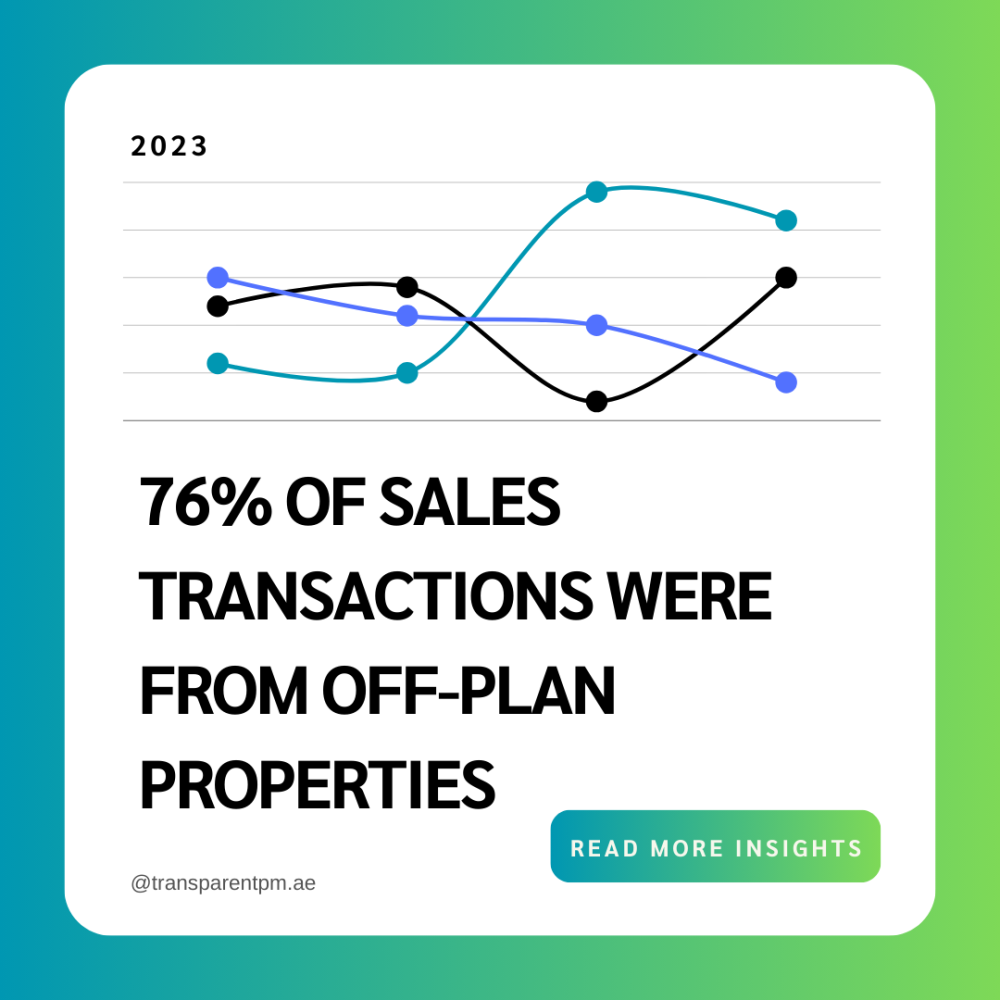 2023
76% OF SALES
TRANSACTIONS WERE
FROM OFF-PLAN
PROPERTIES
READ MORE INSIGHTS
@transparentpm.ae